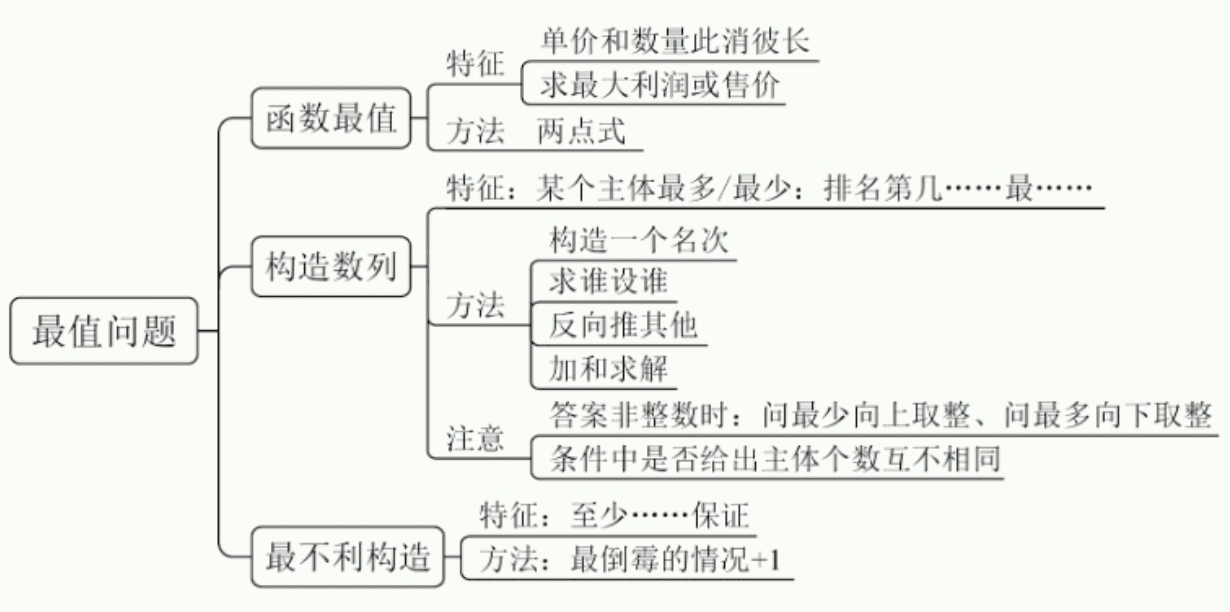 最值问题
函数最值
特征
单价和数量此消彼长
求最大利润或售价
方法 两点式
构造数列
特征：某个主体最多/最少：排名第几……最……
方法
构造一个名次
求谁设谁
反向推其他
加和求解
注意
答案非整数时：问最少向上取整、问最多向下取整
条件中是否给出主体个数互不相同
最不利构造
特征：至少……保证
方法：最倒霉的情况+1